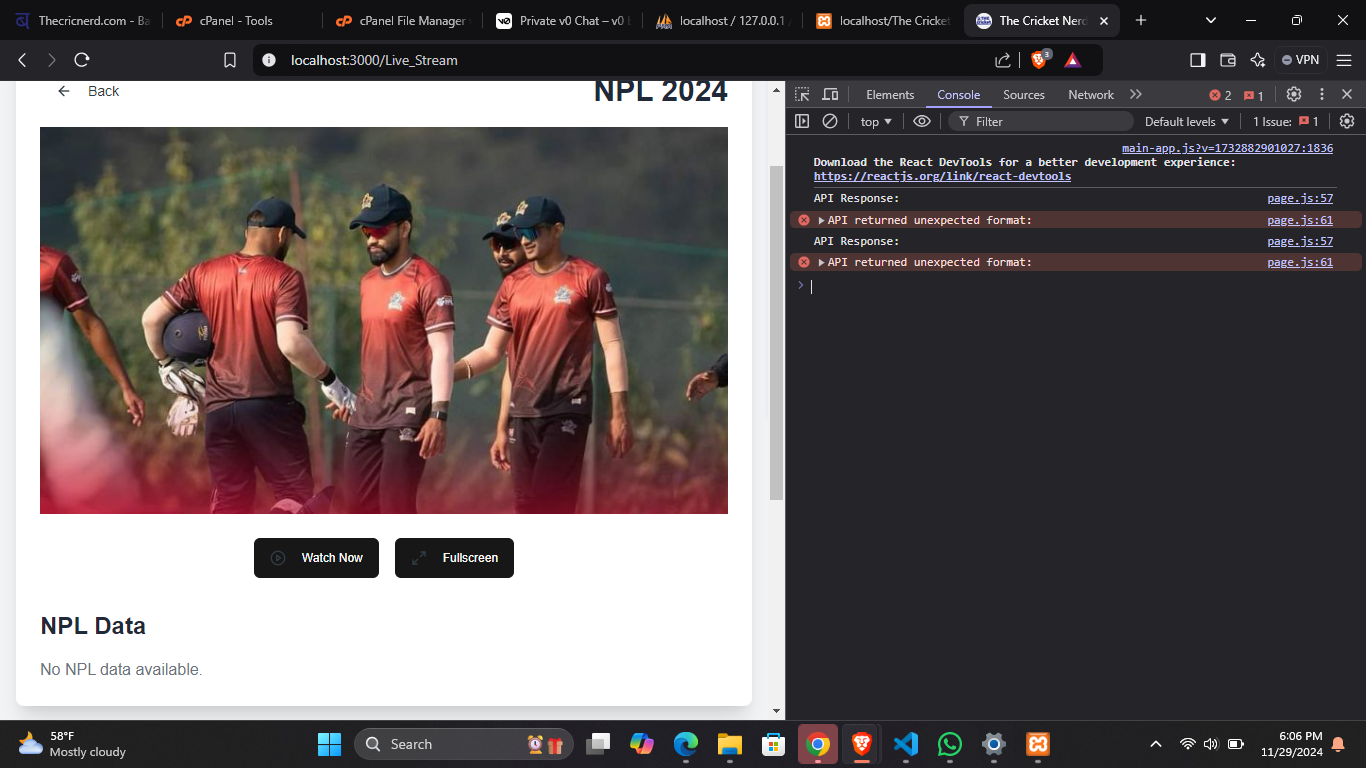 Thecricnerd.com - Ba
cPanel - Tools
cPanel File Manager
Private v0 Chat – v0
localhost / 127.0.0.1
localhost/The Cricket
The Cricket Nerd
localhost:3000/Live_Stream
3
VPN
Back
NPL 2024
Watch Now
Fullscreen
NPL Data
No NPL data available.
Elements
Console
Sources
Network
2
1
top
Filter
Default levels
1 Issue:
1
main-app.js?v=1732882901027:1836
Download the React DevTools for a better development experience:
https://reactjs.org/link/react-devtools
API Response:
page.js:57
API returned unexpected format:
page.js:61
API Response:
page.js:57
API returned unexpected format:
page.js:61
58°F
Mostly cloudy
Search
6:06 PM
11/29/2024